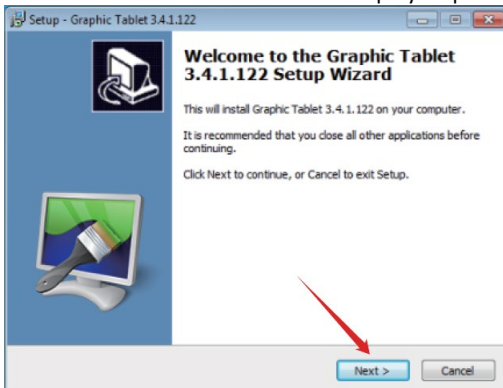 Setup - Graphic Tablet 3.4.1.122
Welcome to the Graphic Tablet
3.4.1.122 Setup Wizard
This will install Graphic Tablet 3.4.1.122 on your computer.
It is recommended that you close all other applications before
continuing.
Click Next to continue, or Cancel to exit Setup.
Next >
Cancel